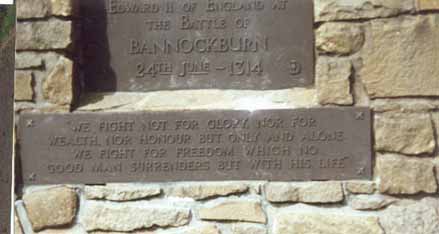 EDWARD II OF ENGLAND AT
THE BATTLE OF
BANNOCKBURN
24TH JUNE - 1314
"WE FIGHT NOT FOR GLORY, NOR FOR
WEALTH, NOR HONOUR BUT ONLY AND ALONE
WE FIGHT FOR FREEDOM WHICH NO
GOOD MAN SURRENDERS BUT WITH HIS LIFE"